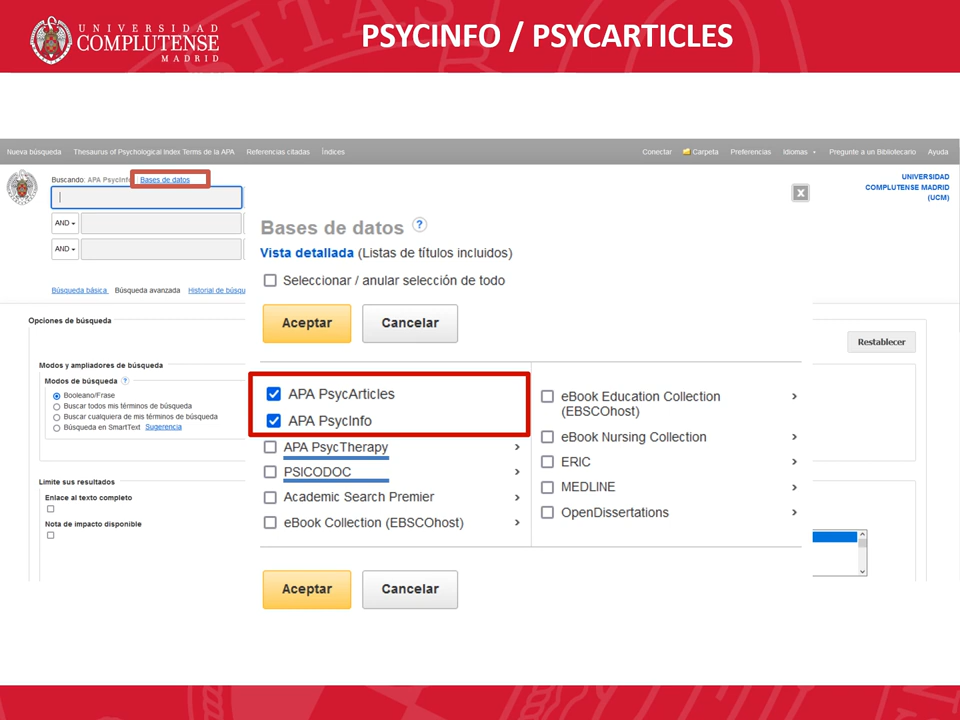 UNIVERSIDAD
COMPLUTENSE
MADRID
PSYCINFO / PSYCARTICLES
Nueva búsqueda Thesaurus of Psychological Index Terms de la APA Referencias citadas Índices Conectar Carpeta Preferencias Idiomas Pregunte a un Bibliotecario Ayuda
Buscando: APA PsycInfo Bases de datos
UNIVERSIDAD
COMPLUTENSE MADRID
(UCM)
AND
AND
Búsqueda básica Búsqueda avanzada Historial de búsqu
Bases de datos ?
Vista detallada (Listas de títulos incluidos)
Seleccionar / anular selección de todo
Aceptar Cancelar
Opciones de búsqueda
Restablecer
Modos y ampliadores de búsqueda
Modos de búsqueda ?
Booleano/Frase
Buscar todos mis términos de búsqueda
Buscar cualquiera de mis términos de búsqueda
Búsqueda en SmartText Sugerencia
Limite sus resultados
Enlace al texto completo
Nota de impacto disponible
APA PsycArticles
APA PsycInfo
APA PsycTherapy
PSICODOC
Academic Search Premier
eBook Collection (EBSCOhost)
eBook Education Collection
(EBSCOhost)
eBook Nursing Collection
ERIC
MEDLINE
OpenDissertations
Aceptar Cancelar